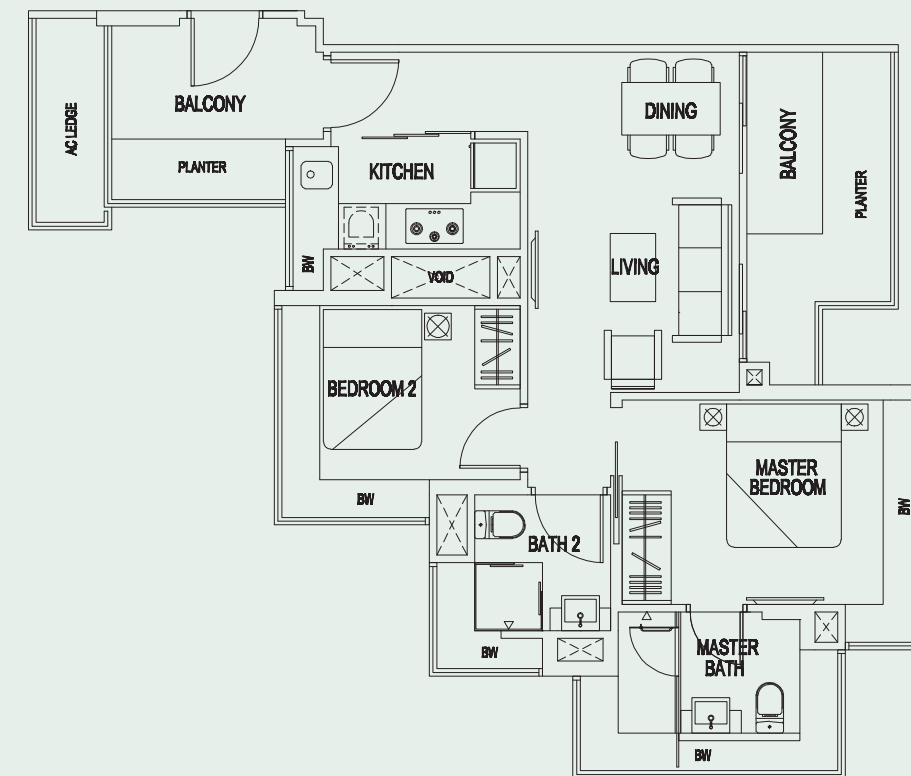 AC LEDGE
BALCONY
PLANTER
KITCHEN
DINING
BALCONY
PLANTER
BW
VOID
LIVING
BEDROOM 2
BW
MASTER
BEDROOM
BW
BATH 2
BW
MASTER
BATH
BW